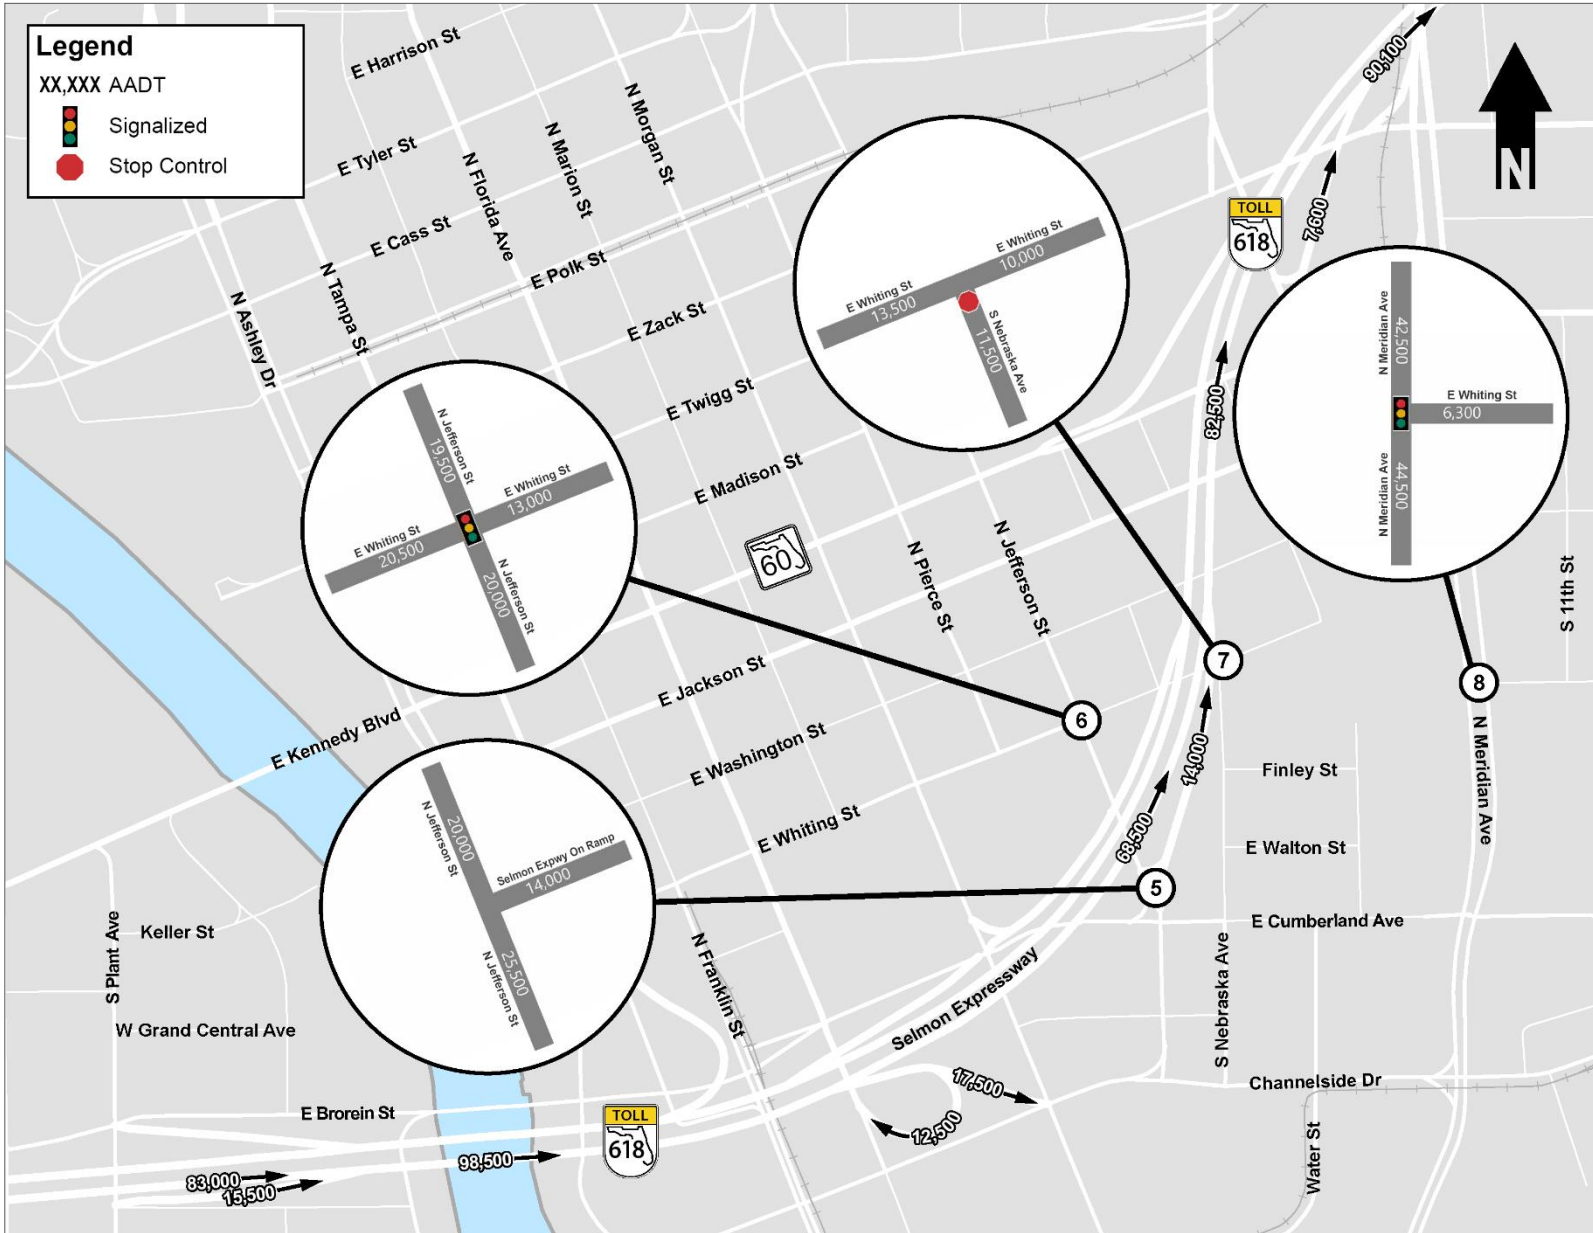 Legend
XX,XXX AADT
Signalized
Stop Control
E Harrison St
E Tyler St
E Cass St
N Ashley Dr
N Tampa St
N Florida Ave
N Marion St
N Morgan St
E Polk St
E Zack St
E Twigg St
E Madison St
60
E Jackson St
E Kennedy Blvd
E Washington St
E Whiting St
N Pierce St
N Jefferson St
90,100
7,600
TOLL
618
82,500
N
E Whiting St
10,000
E Whiting St
13,500
S Nebraska Ave
11,500
N Meridian Ave
42,500
E Whiting St
6,300
N Meridian Ave
44,500
N Jefferson St
19,500
E Whiting St
13,000
E Whiting St
20,500
N Jefferson St
20,000
S 11th St
7
8
6
5
14,000
68,500
N Meridian Ave
Finley St
E Walton St
E Cumberland Ave
20,000
N Jefferson St
Selmon Expwy On Ramp
14,000
25,500
N Jefferson St
S Plant Ave
Keller St
W Grand Central Ave
N Franklin St
Selmon Expressway
S Nebraska Ave
Channelside Dr
Water St
17,500
12,500
E Brorein St
TOLL
618
98,500
83,000
15,500